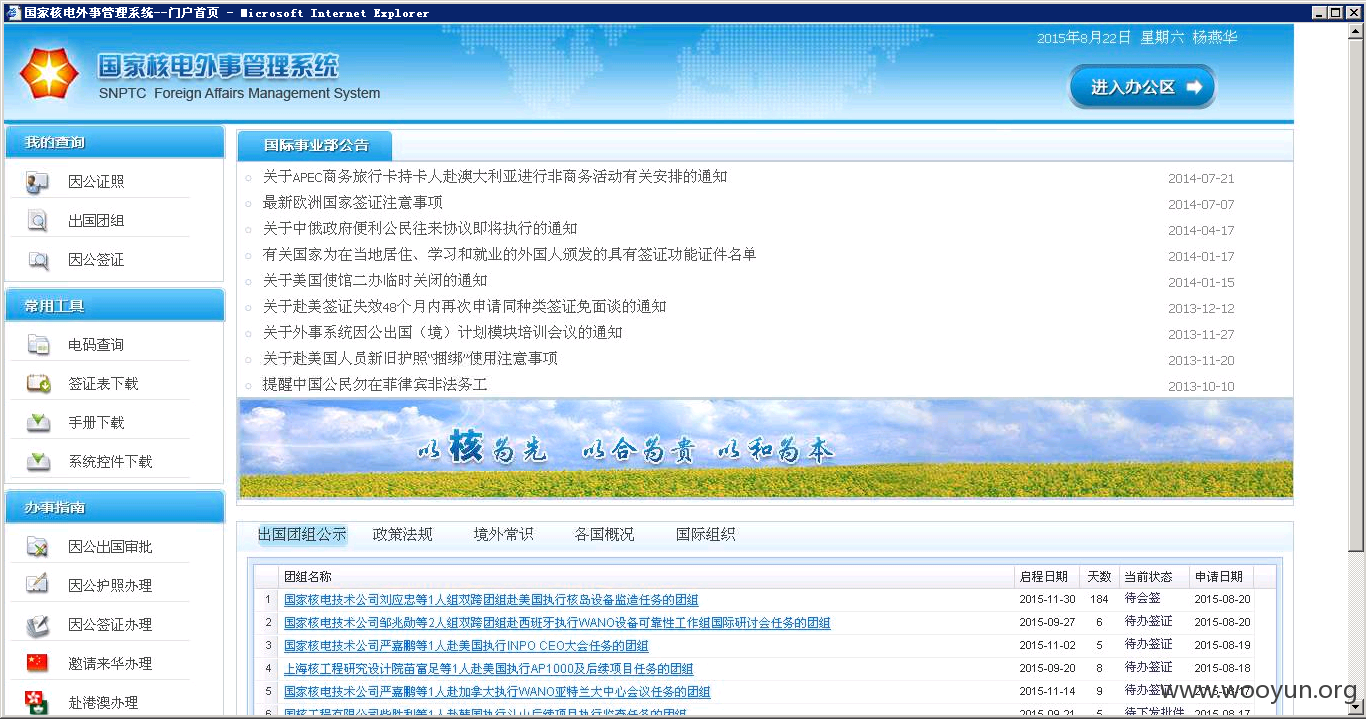 国家核电外事管理系统--门户首页 - Microsoft Internet Explorer
2015年8月22日 星期六 杨燕华
国家核电外事管理系统
SNPTC Foreign Affairs Management System
进入办公区
我的查询
因公证照
出国团组
因公签证
常用工具
电码查询
签证表下载
手册下载
系统控件下载
办事指南
因公出国审批
因公护照办理
因公签证办理
邀请来华办理
赴港澳办理
国际事业部公告
关于APEC商务旅行卡持卡人赴澳大利亚进行非商务活动有关安排的通知 2014-07-21
最新欧洲国家签证注意事项 2014-07-07
关于中俄政府便利公民往来协议即将执行的通知 2014-04-17
有关国家为在当地居住、学习和就业的外国人颁发的具有签证功能证件名单 2014-01-17
关于美国使馆二办临时关闭的通知 2014-01-15
关于赴美签证失效48个月内再次申请同种类签证免面谈的通知 2013-12-12
关于外事系统因公出国（境）计划模块培训会议的通知 2013-11-27
关于赴美国人员新旧护照“捆绑”使用注意事项 2013-11-20
提醒中国公民勿在菲律宾非法务工 2013-10-10
以核为先 以合为贵 以和为本
出国团组公示 政策法规 境外常识 各国概况 国际组织
团组名称 启程日期 天数 当前状态 申请日期
1 国家核电技术公司刘应忠等1人组双跨团组赴美国执行核岛设备监造任务的团组 2015-11-30 184 待会签 2015-08-20
2 国家核电技术公司邹兆勋等2人组双跨团组赴西班牙执行WANO设备可靠性工作组国际研讨会任务的团组 2015-09-27 6 待办签证 2015-08-20
3 国家核电技术公司严嘉鹏等1人赴美国执行INPO CEO大会任务的团组 2015-11-02 5 待办签证 2015-08-19
4 上海核工程研究设计院苗富足等1人赴美国执行AP1000及后续项目任务的团组 2015-09-20 8 待办签证 2015-08-18
5 国家核电技术公司严嘉鹏等1人赴加拿大执行WANO亚特兰大中心会议任务的团组 2015-11-14 9 待办签证 2015-08-17
6 2015-09-21 5 待下发批件 2015-08-17
www.wooyun.org